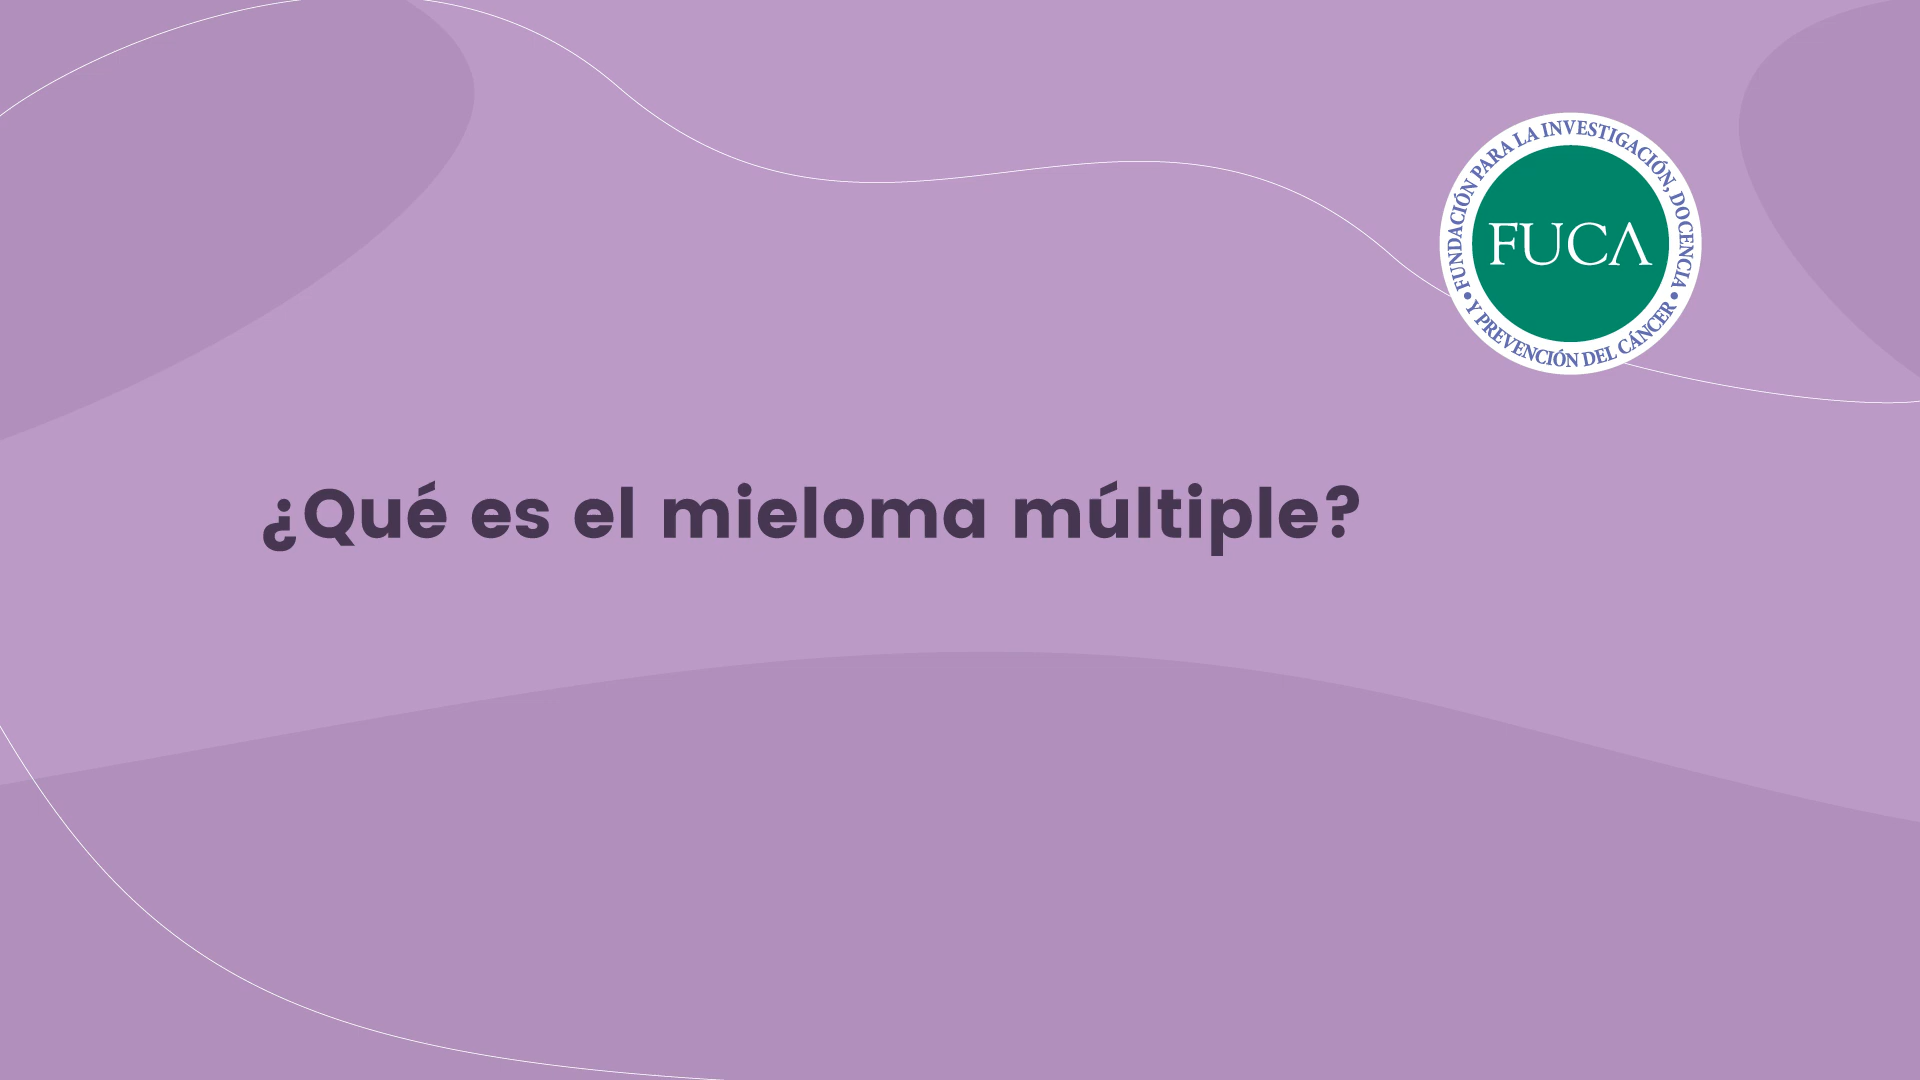 FUNDACIÓN PARA LA INVESTIGACIÓN, DOCENCIA
FUCA
• Y PREVENCIÓN DEL CÁNCER •
¿Qué es el mieloma múltiple?